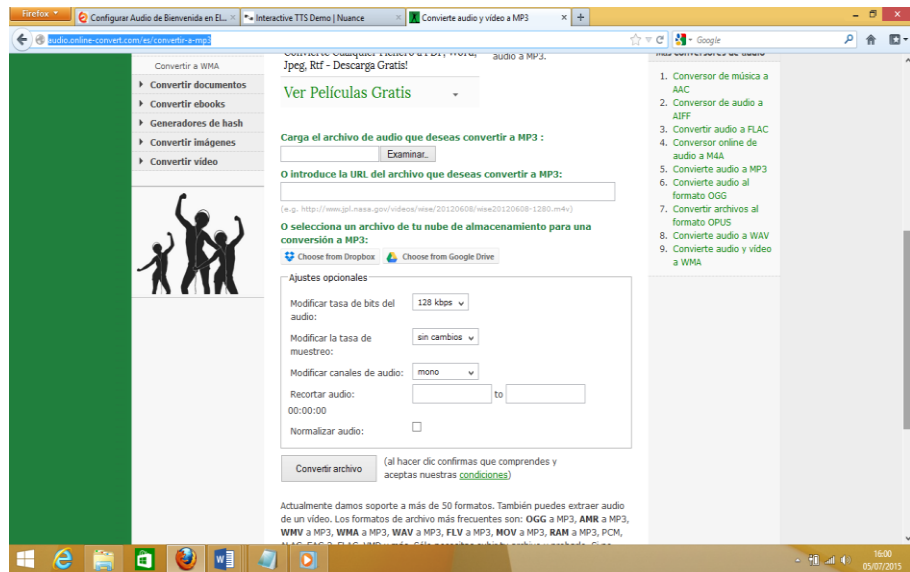 Firefox
Configurar Audio de Bienvenida en El...
Interactive TTS Demo | Nuance
Convierte audio y vídeo a MP3
audio.online-convert.com/es/convertir-a-mp3
Google
Convertir a WMA
Convertir documentos
Convertir ebooks
Generadores de hash
Convertir imágenes
Convertir vídeo
Convierte Cualquier Fichero a PDF, Word,
Jpeg, Rtf - Descarga Gratis!
audio a MP3.
Ver Películas Gratis
Carga el archivo de audio que deseas convertir a MP3 :
Examinar..
O introduce la URL del archivo que deseas convertir a MP3:
(e.g. http://www.jpl.nasa.gov/videos/wise/20120608/wise20120608-1280.m4v)
O selecciona un archivo de tu nube de almacenamiento para una
conversión a MP3:
Choose from Dropbox
Choose from Google Drive
Ajustes opcionales
Modificar tasa de bits del
audio:
128 kbps
Modificar la tasa de
muestreo:
sin cambios
Modificar canales de audio:
mono
Recortar audio:
to
00:00:00
Normalizar audio:
Convertir archivo
(al hacer clic confirmas que comprendes y
aceptas nuestras condiciones)
Actualmente damos soporte a más de 50 formatos. También puedes extraer audio
de un vídeo. Los formatos de archivo más frecuentes son: OGG a MP3, AMR a MP3,
WMV a MP3, WMA a MP3, WAV a MP3, FLV a MP3, MOV a MP3, RAM a MP3, PCM,
Más conversores de audio
1. Conversor de música a
AAC
2. Conversor de audio a
AIFF
3. Convertir audio a FLAC
4. Conversor online de
audio a M4A
5. Convierte audio a MP3
6. Convierte audio al
formato OGG
7. Convertir archivos al
formato OPUS
8. Convierte audio a WAV
9. Convierte audio y vídeo
a WMA
16:00
05/07/2015